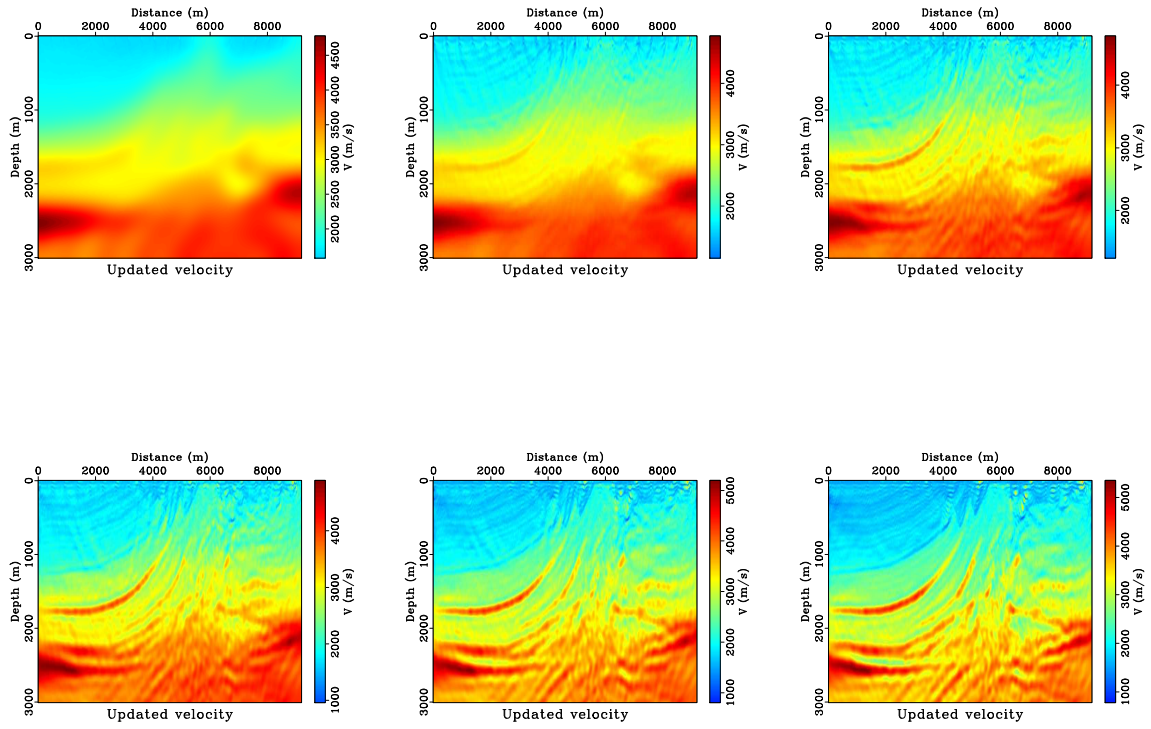 Distance (m)
0 2000 4000 6000 8000
0 1000 2000 3000
Depth (m)
2000 2500 3000 3500 4000 4500
V (m/s)
Updated velocity
Distance (m)
0 2000 4000 6000 8000
0 1000 2000 3000
Depth (m)
2000 3000 4000
V (m/s)
Updated velocity
Distance (m)
0 2000 4000 6000 8000
0 1000 2000 3000
Depth (m)
2000 3000 4000
V (m/s)
Updated velocity
Distance (m)
0 2000 4000 6000 8000
0 1000 2000 3000
Depth (m)
1000 2000 3000 4000
V (m/s)
Updated velocity
Distance (m)
0 2000 4000 6000 8000
0 1000 2000 3000
Depth (m)
1000 2000 3000 4000 5000
V (m/s)
Updated velocity
Distance (m)
0 2000 4000 6000 8000
0 1000 2000 3000
Depth (m)
1000 2000 3000 4000 5000
V (m/s)
Updated velocity